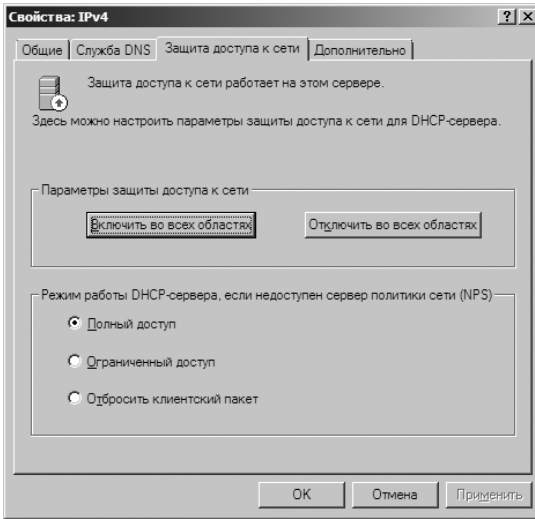 Свойства: IPv4
Общие
Служба DNS
Защита доступа к сети
Дополнительно
Защита доступа к сети работает на этом сервере.
Здесь можно настроить параметры защиты доступа к сети для DHCP-сервера.
Параметры защиты доступа к сети
Включить во всех областях
Отключить во всех областях
Режим работы DHCP-сервера, если недоступен сервер политики сети (NPS)
Полный доступ
Ограниченный доступ
Отбросить клиентский пакет
OK
Отмена
Применить